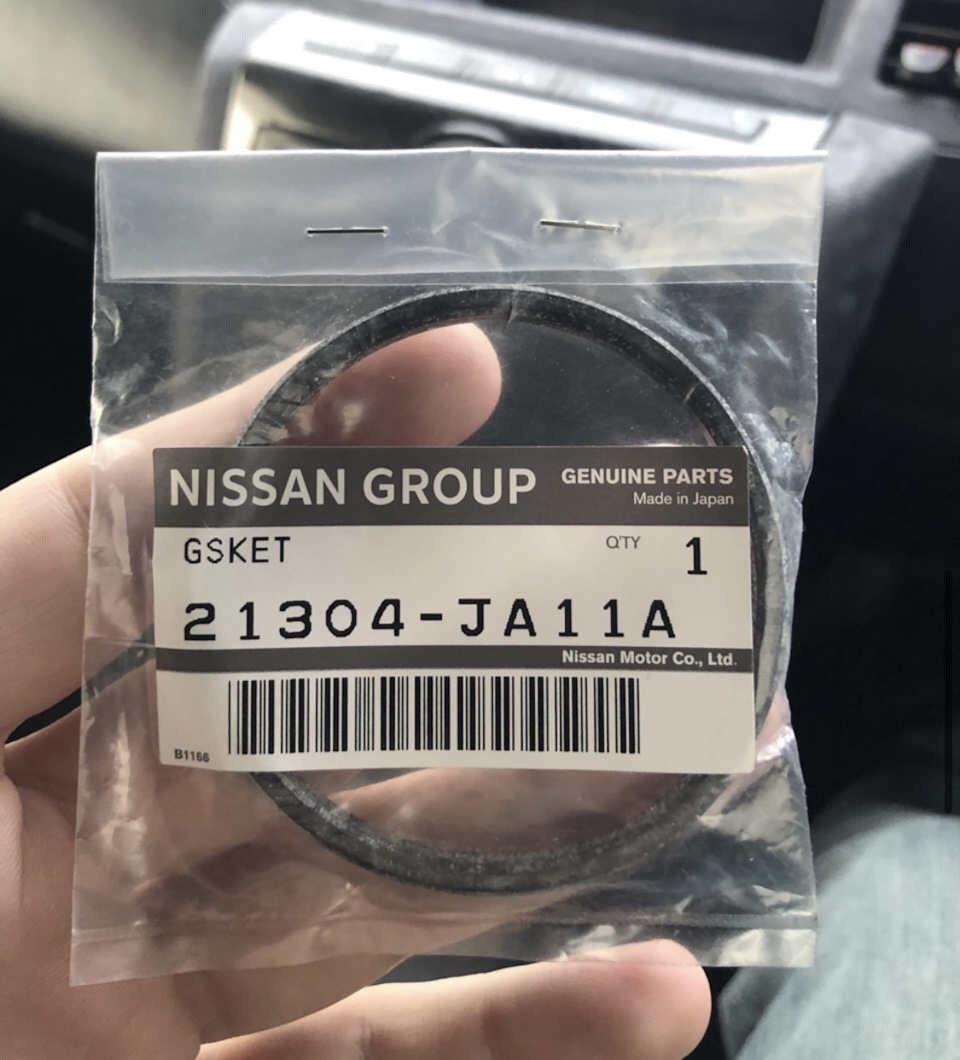 NISSAN GROUP GENUINE PARTS
Made in Japan
GSKET Q'TY 1
21304-JA11A
Nissan Motor Co., Ltd.
B1166